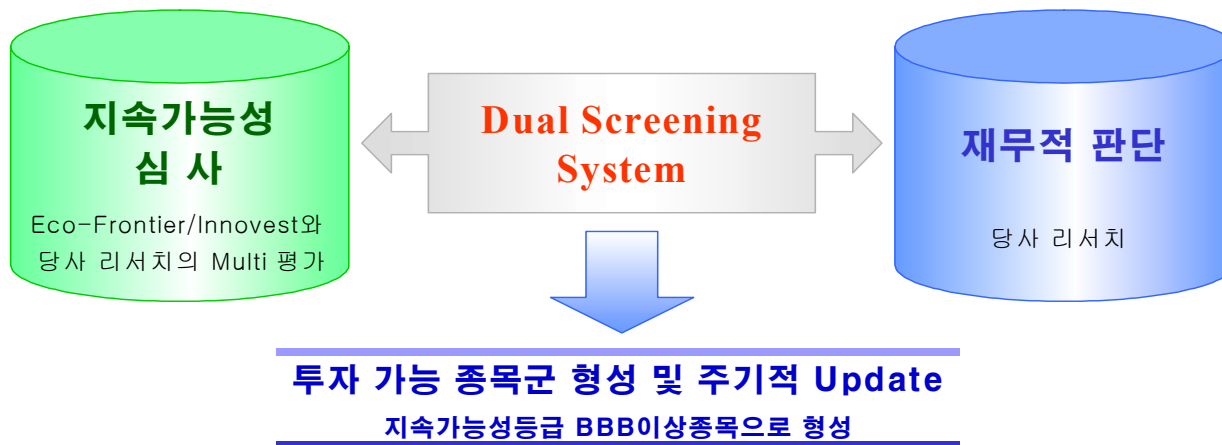 지속가능성
심 사
Eco-Frontier/Innovest와
당사 리서치의 Multi 평가
Dual Screening
System
재무적 판단
당사 리서치
투자 가능 종목군 형성 및 주기적 Update
지속가능성등급 BBB이상종목으로 형성